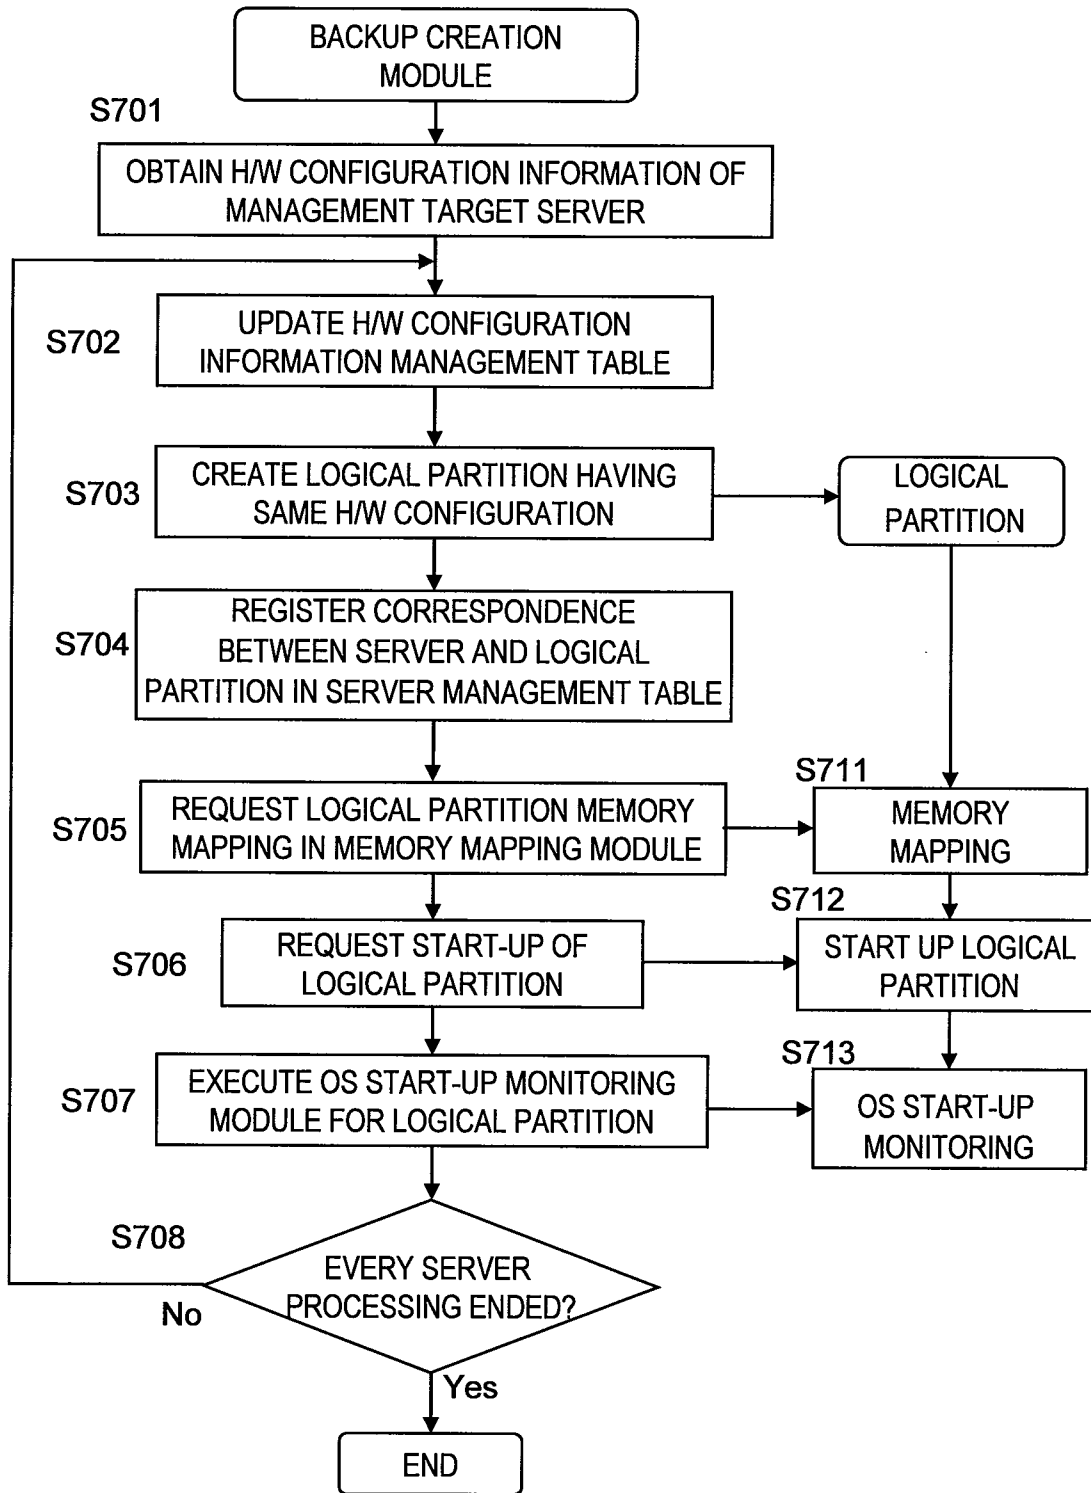 BACKUP CREATION
MODULE
S701
OBTAIN H/W CONFIGURATION INFORMATION OF
MANAGEMENT TARGET SERVER
S702
UPDATE H/W CONFIGURATION
INFORMATION MANAGEMENT TABLE
S703
CREATE LOGICAL PARTITION HAVING
SAME H/W CONFIGURATION
LOGICAL
PARTITION
S704
REGISTER CORRESPONDENCE
BETWEEN SERVER AND LOGICAL
PARTITION IN SERVER MANAGEMENT TABLE
S705
REQUEST LOGICAL PARTITION MEMORY
MAPPING IN MEMORY MAPPING MODULE
S711
MEMORY
MAPPING
S706
REQUEST START-UP OF
LOGICAL PARTITION
S712
START UP LOGICAL
PARTITION
S707
EXECUTE OS START-UP MONITORING
MODULE FOR LOGICAL PARTITION
S713
OS START-UP
MONITORING
S708
EVERY SERVER
PROCESSING ENDED?
No
Yes
END